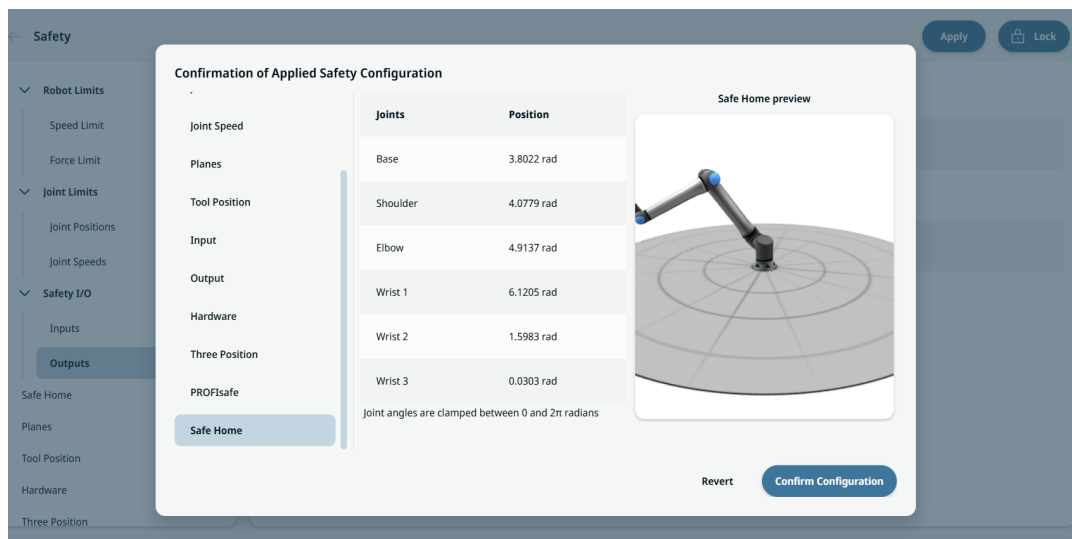 Safety
Apply
Lock
Robot Limits
Speed Limit
Force Limit
Joint Limits
Joint Positions
Joint Speeds
Safety I/O
Inputs
Outputs
Safe Home
Planes
Tool Position
Hardware
Three Position
Confirmation of Applied Safety Configuration
Joint Speed
Planes
Tool Position
Input
Output
Hardware
Three Position
PROFIsafe
Safe Home
Joints Position
Base 3.8022 rad
Shoulder 4.0779 rad
Elbow 4.9137 rad
Wrist 1 6.1205 rad
Wrist 2 1.5983 rad
Wrist 3 0.0303 rad
Joint angles are clamped between 0 and 2π radians
Safe Home preview
Revert
Confirm Configuration